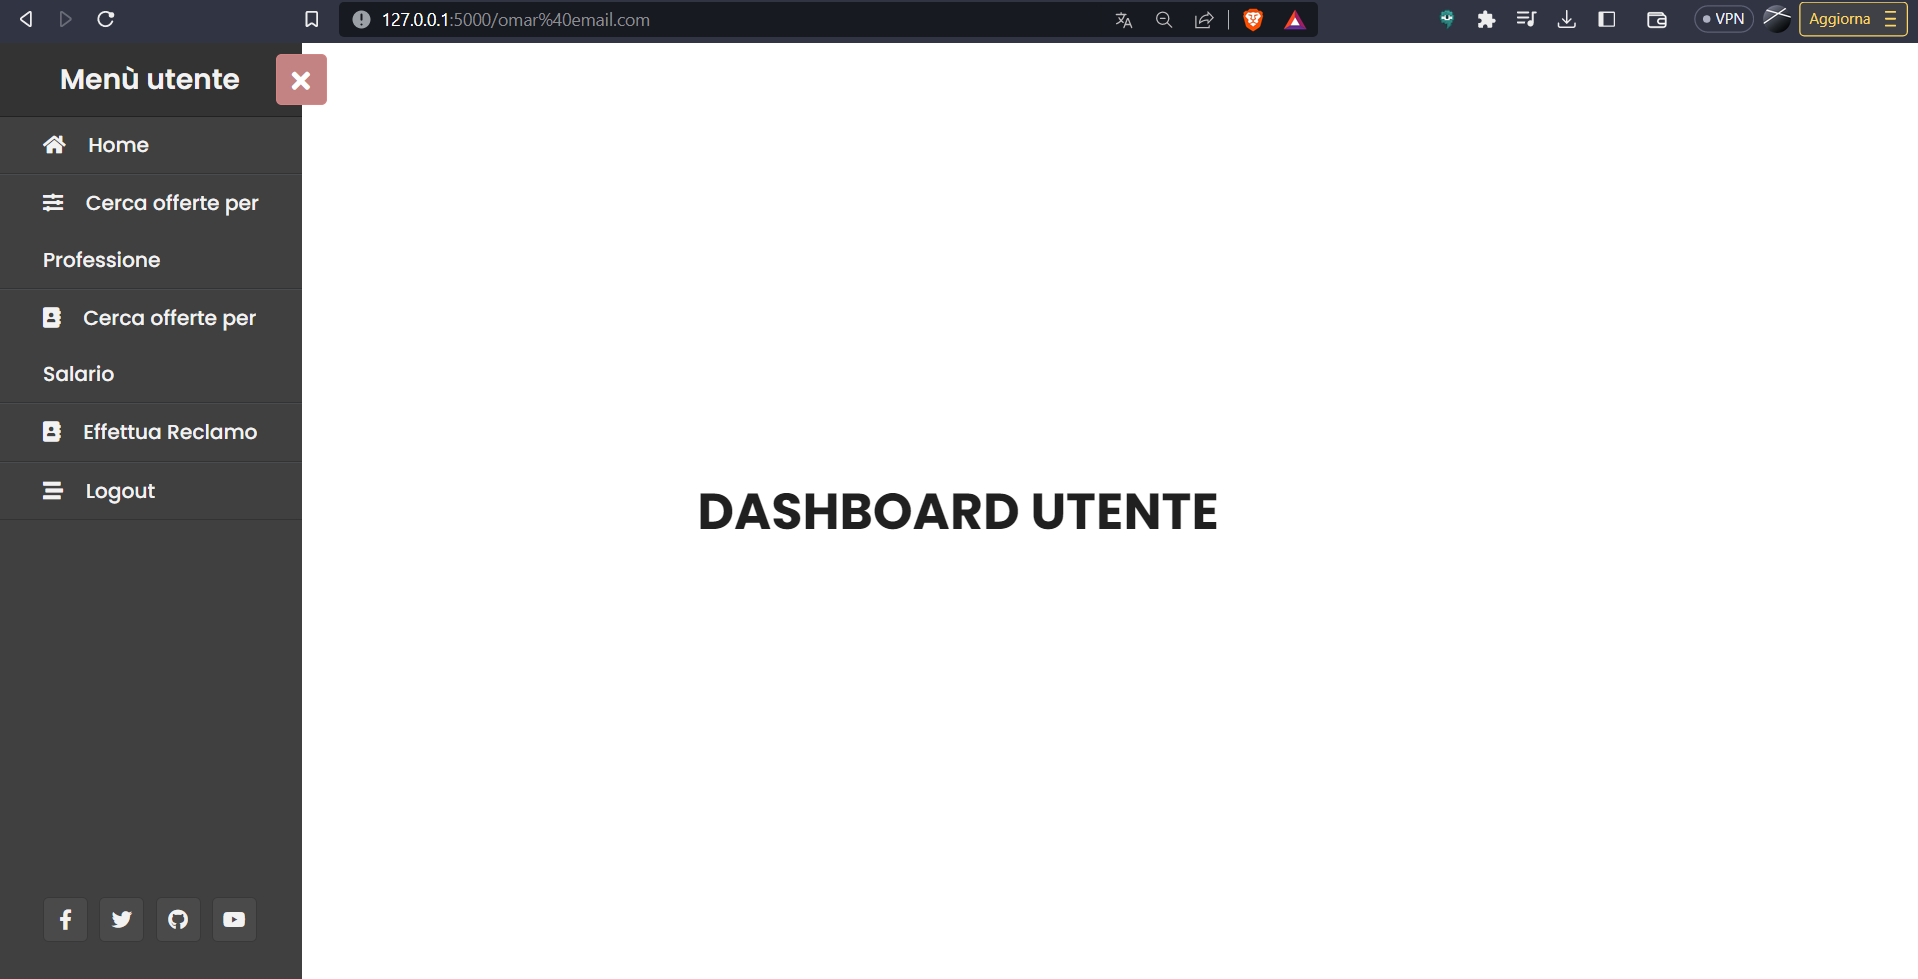 127.0.0.1:5000/omar%40email.com
VPN
Aggiorna
Menù utente
Home
Cerca offerte per
Professione
Cerca offerte per
Salario
Effettua Reclamo
Logout
DASHBOARD UTENTE